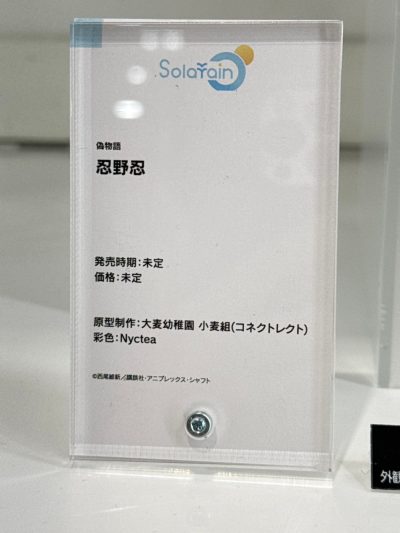 Solarain
偽物語
忍野忍
発売時期：未定
価格：未定
原型制作：大麦幼稚園 小麦組(コネクトレクト)
彩色：Nyctea
©西尾維新／講談社・アニプレックス・シャフト
外観